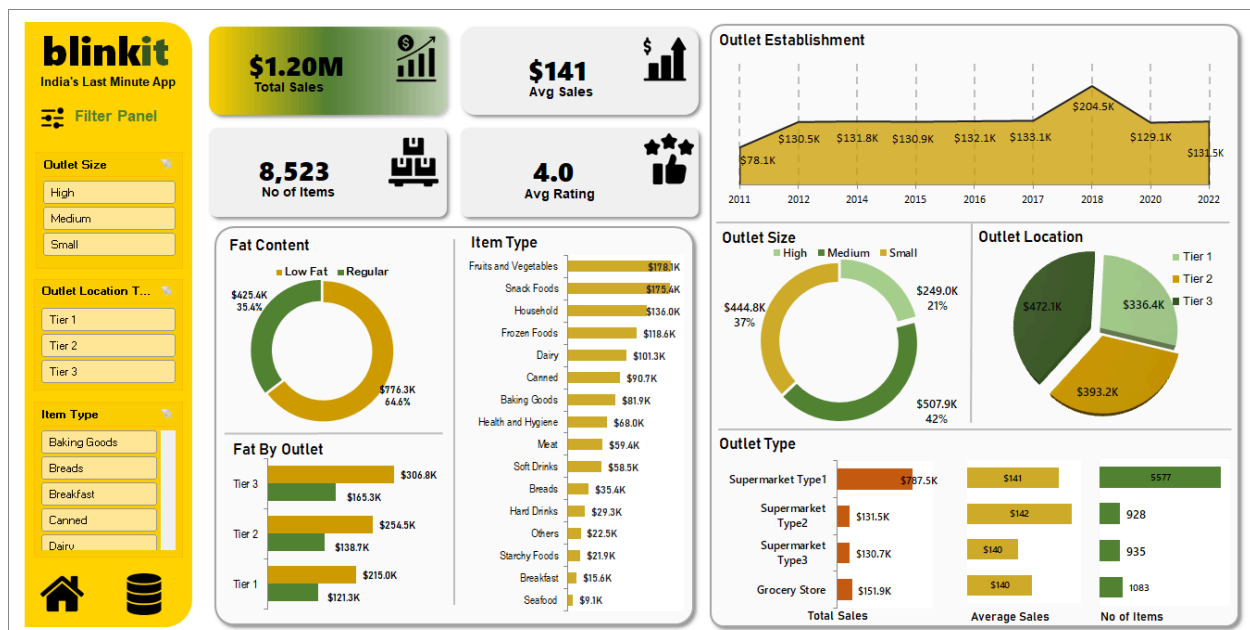 blinkit
India's Last Minute App
Filter Panel
Outlet Size
High
Medium
Small
Outlet Location T...
Tier 1
Tier 2
Tier 3
Item Type
Baking Goods
Breads
Breakfast
Canned
Dairy
$1.20M
Total Sales
$141
Avg Sales
8,523
No of Items
4.0
Avg Rating
Fat Content
Low Fat Regular
$425.4K
35.4%
$776.3K
64.6%
Fat By Outlet
Tier 3 $306.8K
$165.3K
Tier 2 $254.5K
$138.7K
Tier 1 $215.0K
$121.3K
Item Type
Fruits and Vegetables $178.1K
Snack Foods $175.4K
Household $136.0K
Frozen Foods $118.6K
Dairy $101.3K
Canned $90.7K
Baking Goods $81.9K
Health and Hygiene $68.0K
Meat $59.4K
Soft Drinks $58.5K
Breads $35.4K
Hard Drinks $29.3K
Others $22.5K
Starchy Foods $21.9K
Breakfast $15.6K
Seafood $9.1K
Outlet Establishment
$78.1K $130.5K $131.8K $130.9K $132.1K $133.1K $204.5K $129.1K $131.5K
2011 2012 2014 2015 2016 2017 2018 2020 2022
Outlet Size
High Medium Small
$444.8K
37%
$249.0K
21%
$507.9K
42%
Outlet Location
Tier 1
Tier 2
Tier 3
$472.1K
$336.4K
$393.2K
Outlet Type
Supermarket Type1 $787.5K $141 5577
Supermarket
Type2 $131.5K $142 928
Supermarket
Type3 $130.7K $140 935
Grocery Store $151.9K $140 1083
Total Sales Average Sales No of Items